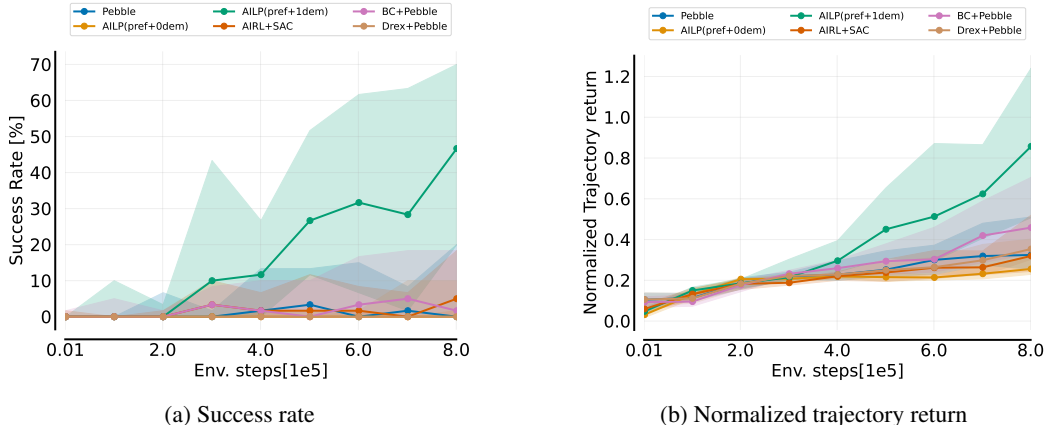 Pebble
AILP(pref+1dem)
BC+Pebble
AILP(pref+0dem)
AIRL+SAC
Drex+Pebble
70
60
50
40
30
20
10
0
Success Rate [%]
0.01 2.0 4.0 6.0 8.0
Env. steps[1e5]
(a) Success rate
Pebble
AILP(pref+1dem)
BC+Pebble
AILP(pref+0dem)
AIRL+SAC
Drex+Pebble
1.2
1.0
0.8
0.6
0.4
0.2
0.0
Normalized Trajectory return
0.01 2.0 4.0 6.0 8.0
Env. steps[1e5]
(b) Normalized trajectory return